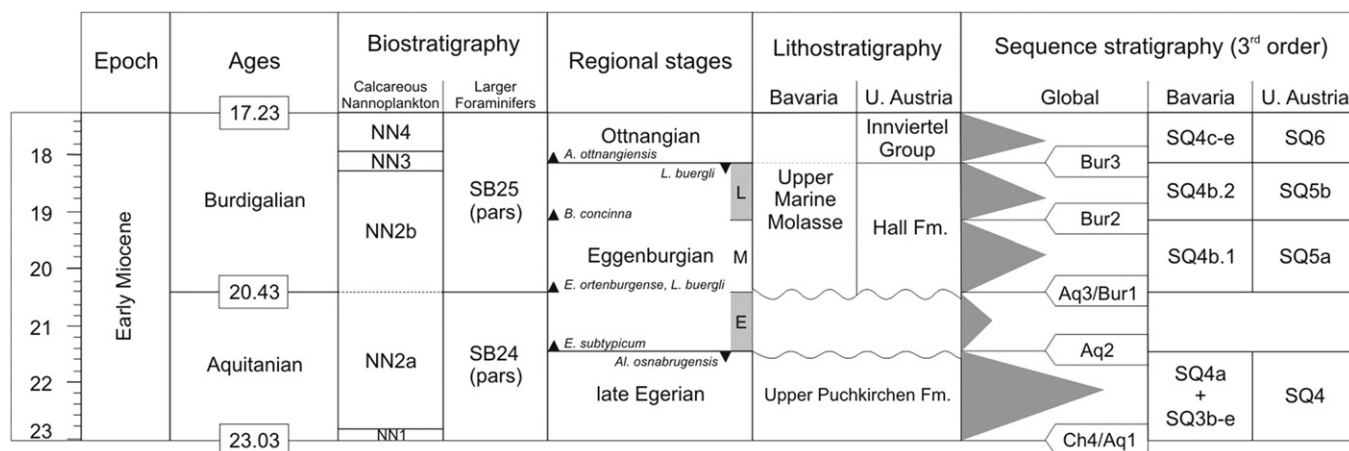 Epoch
Ages
Biostratigraphy
Regional stages
Lithostratigraphy
Sequence stratigraphy (3rd order)
Calcareous
Nannoplankton
Larger
Foraminifers
Bavaria
U. Austria
Global
Bavaria
U. Austria
17.23
18
19
20
21
22
23
Early Miocene
Burdigalian
20.43
Aquitanian
23.03
NN4
NN3
NN2b
NN2a
NN1
SB25
(pars)
SB24
(pars)
Ottnangian
A. ottnangiensis
L. buergli
L
B. concinna
Eggenburgian
M
E. ortenburgense, L. buergli
E
E. subtypicum
Al. osnabrugensis
late Egerian
Upper
Marine
Molasse
Innviertel
Group
Hall Fm.
Upper Puchkirchen Fm.
Bur3
Bur2
Aq3/Bur1
Aq2
Ch4/Aq1
SQ4c-e
SQ4b.2
SQ4b.1
SQ4a
+
SQ3b-e
SQ6
SQ5b
SQ5a
SQ4